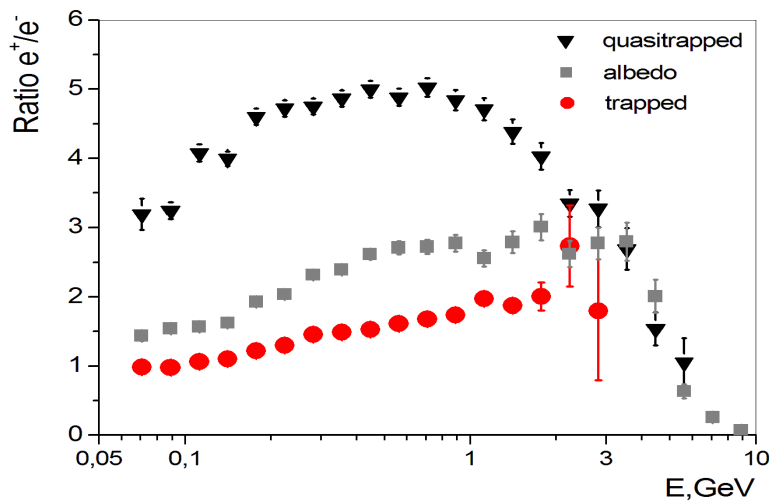 Ratio e⁺/e⁻
6
5
4
3
2
1
0
quasitrapped
albedo
trapped
0,05
0,1
1
3
10
E,GeV